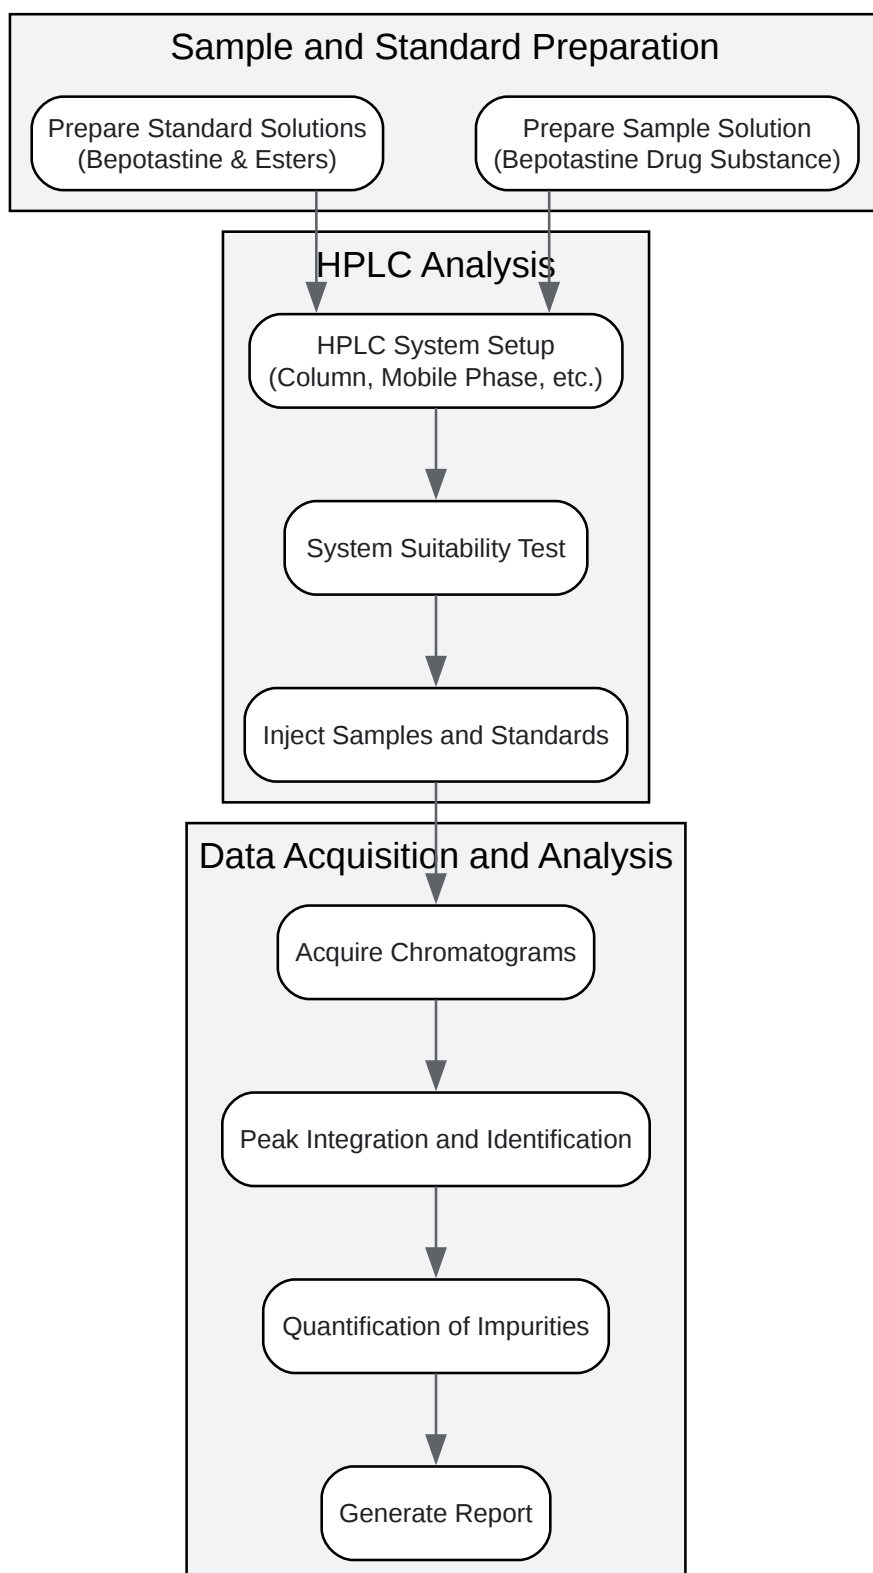 Sample and Standard Preparation
Prepare Standard Solutions
(Bepotastine & Esters)
Prepare Sample Solution
(Bepotastine Drug Substance)
HPLC Analysis
HPLC System Setup
(Column, Mobile Phase, etc.)
System Suitability Test
Inject Samples and Standards
Data Acquisition and Analysis
Acquire Chromatograms
Peak Integration and Identification
Quantification of Impurities
Generate Report